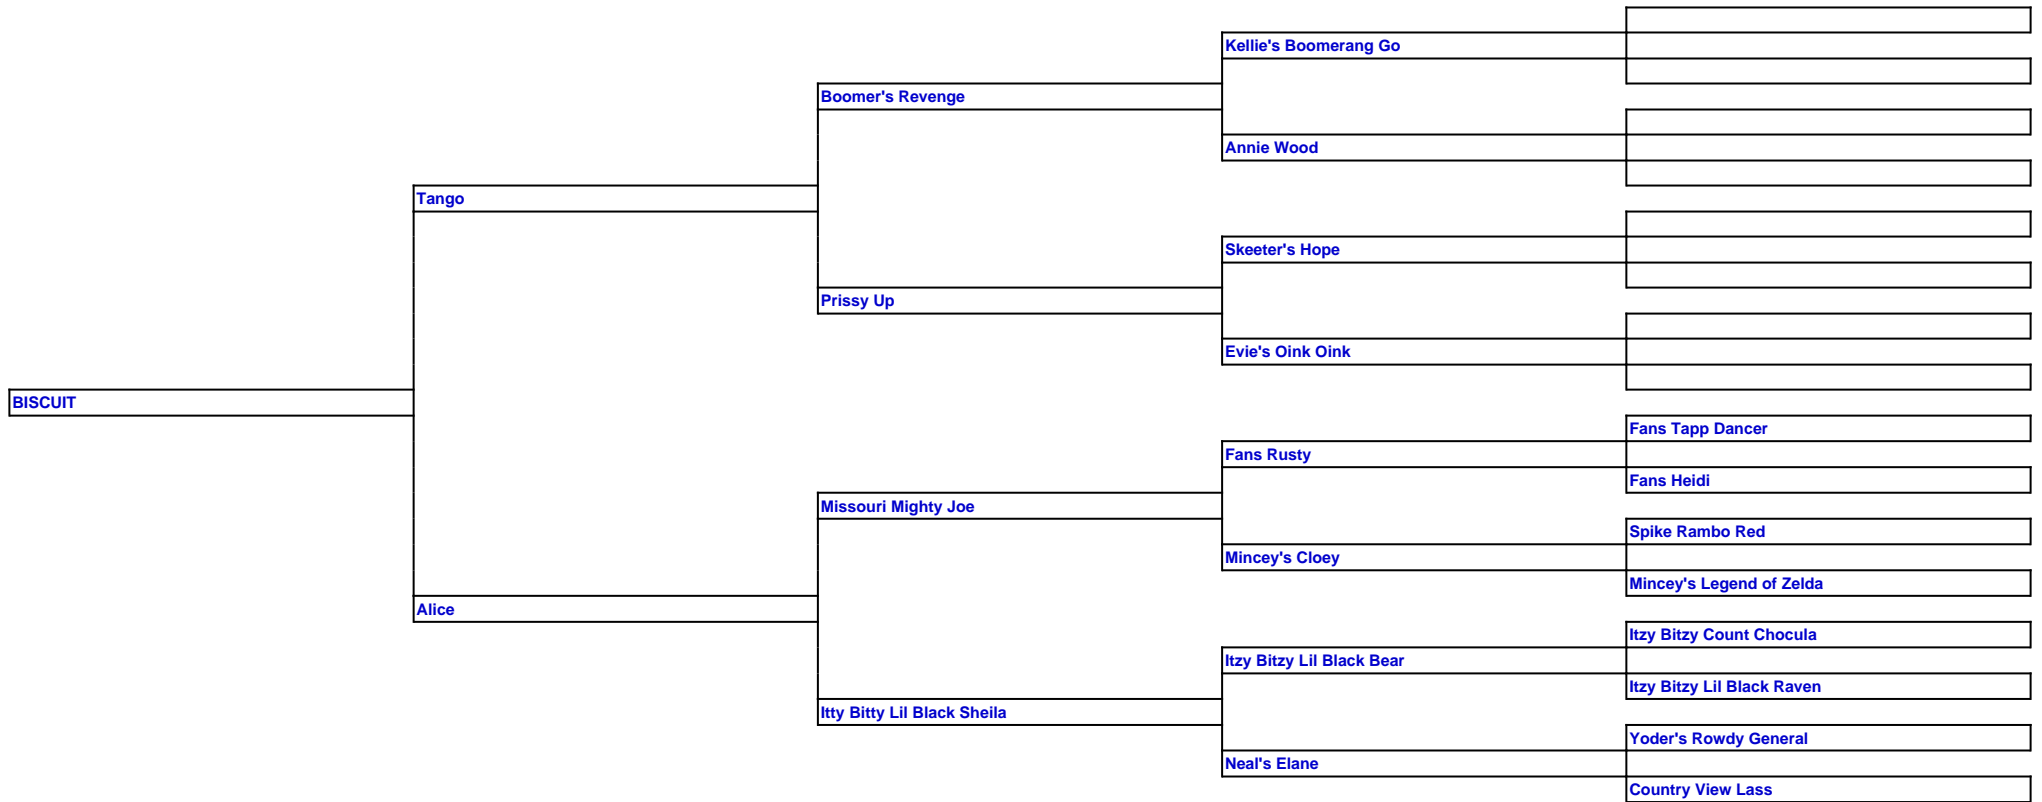 Kellie's Boomerang Go
Boomer's Revenge
Annie Wood
Tango
Skeeter's Hope
Prissy Up
Evie's Oink Oink
BISCUIT
Fans Tapp Dancer
Fans Rusty
Fans Heidi
Missouri Mighty Joe
Spike Rambo Red
Mincey's Cloey
Mincey's Legend of Zelda
Alice
Itzy Bitzy Count Chocula
Itzy Bitzy Lil Black Bear
Itzy Bitzy Lil Black Raven
Itty Bitty Lil Black Sheila
Yoder's Rowdy General
Neal's Elane
Country View Lass